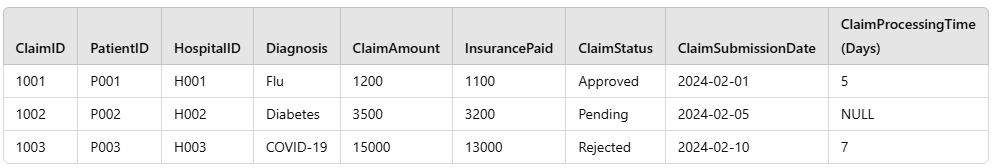 ClaimID PatientID HospitalID Diagnosis ClaimAmount InsurancePaid ClaimStatus ClaimSubmissionDate ClaimProcessingTime
(Days)
1001 P001 H001 Flu 1200 1100 Approved 2024-02-01 5
1002 P002 H002 Diabetes 3500 3200 Pending 2024-02-05 NULL
1003 P003 H003 COVID-19 15000 13000 Rejected 2024-02-10 7